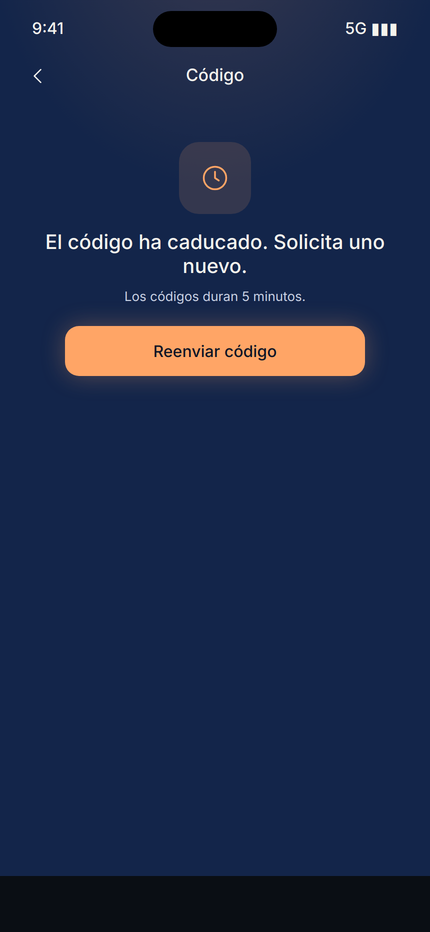 9:41
5G
Código
El código ha caducado. Solicita uno
nuevo.
Los códigos duran 5 minutos.
Reenviar código